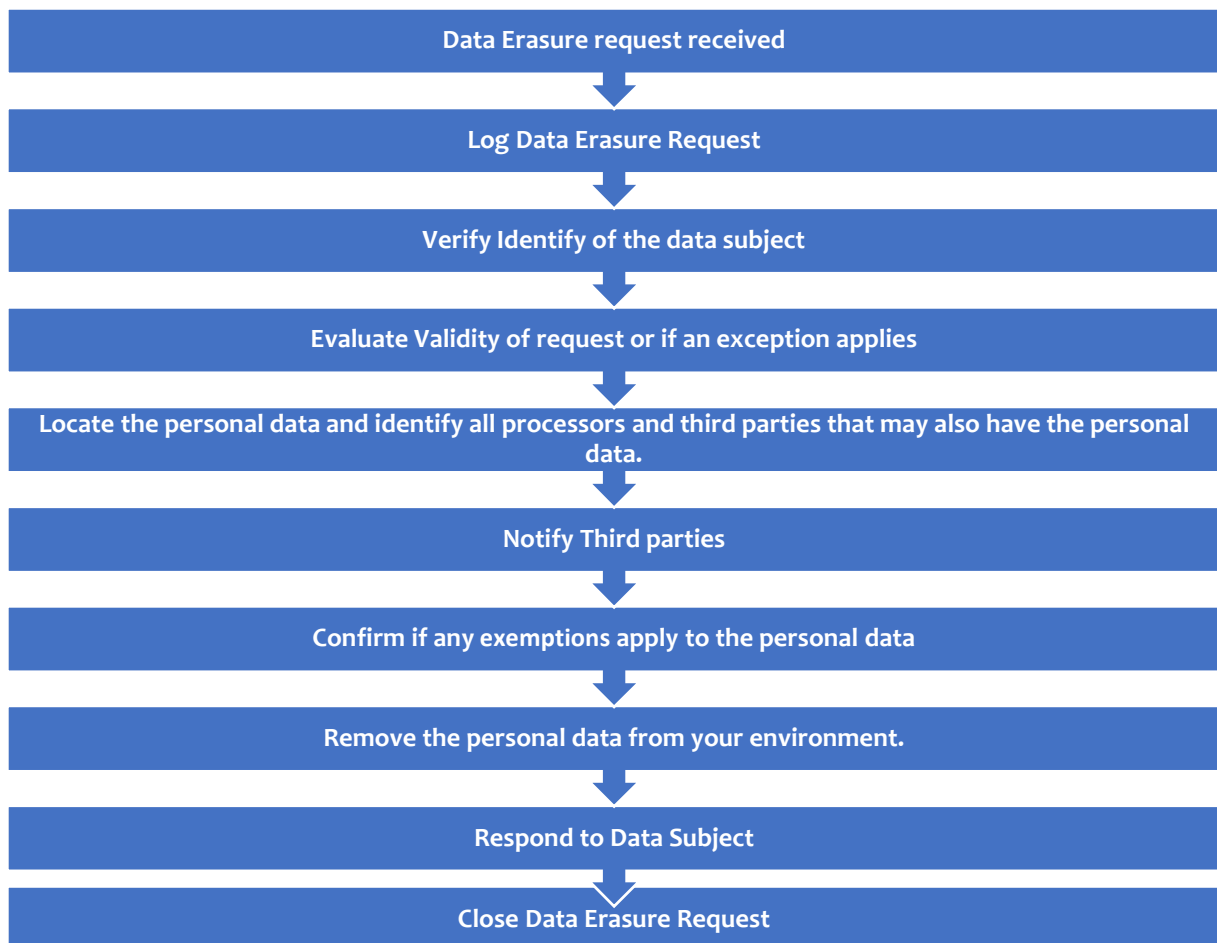 Data Erasure request received
Log Data Erasure Request
Verify Identify of the data subject
Evaluate Validity of request or if an exception applies
Locate the personal data and identify all processors and third parties that may also have the personal
data.
Notify Third parties
Confirm if any exemptions apply to the personal data
Remove the personal data from your environment.
Respond to Data Subject
Close Data Erasure Request